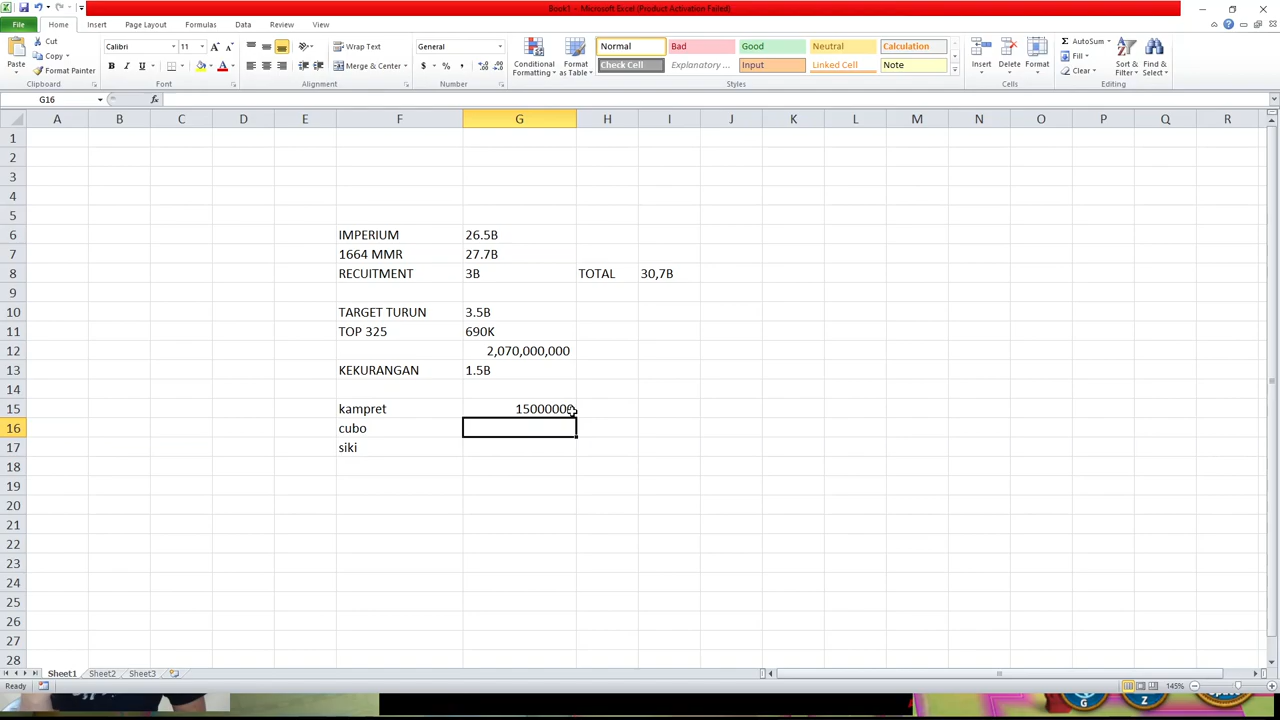 Book1 - Microsoft Excel (Product Activation Failed)
File Home Insert Page Layout Formulas Data Review View
Paste
Cut
Copy
Format Painter
Clipboard
Calibri 11
B I U
Font
Wrap Text
Merge & Center
Alignment
General
$ % ,
Number
Conditional
Formatting
Format
as Table
Normal Bad Good Neutral Calculation
Check Cell Explanatory ... Input Linked Cell Note
Styles
Insert Delete Format
Cells
Σ AutoSum
Fill
Clear
Sort &
Filter
Find &
Select
Editing
G16 fx
A B C D E F G H I J K L M N O P Q R
1
2
3
4
5
6 IMPERIUM 26.5B
7 1664 MMR 27.7B
8 RECUITMENT 3B TOTAL 30,7B
9
10 TARGET TURUN 3.5B
11 TOP 325 690K
12 2,070,000,000
13 KEKURANGAN 1.5B
14
15 kampret 15000000
16 cubo
17 siki
18
19
20
21
22
23
24
25
26
27
28
Sheet1 Sheet2 Sheet3
Ready 145%
G Z